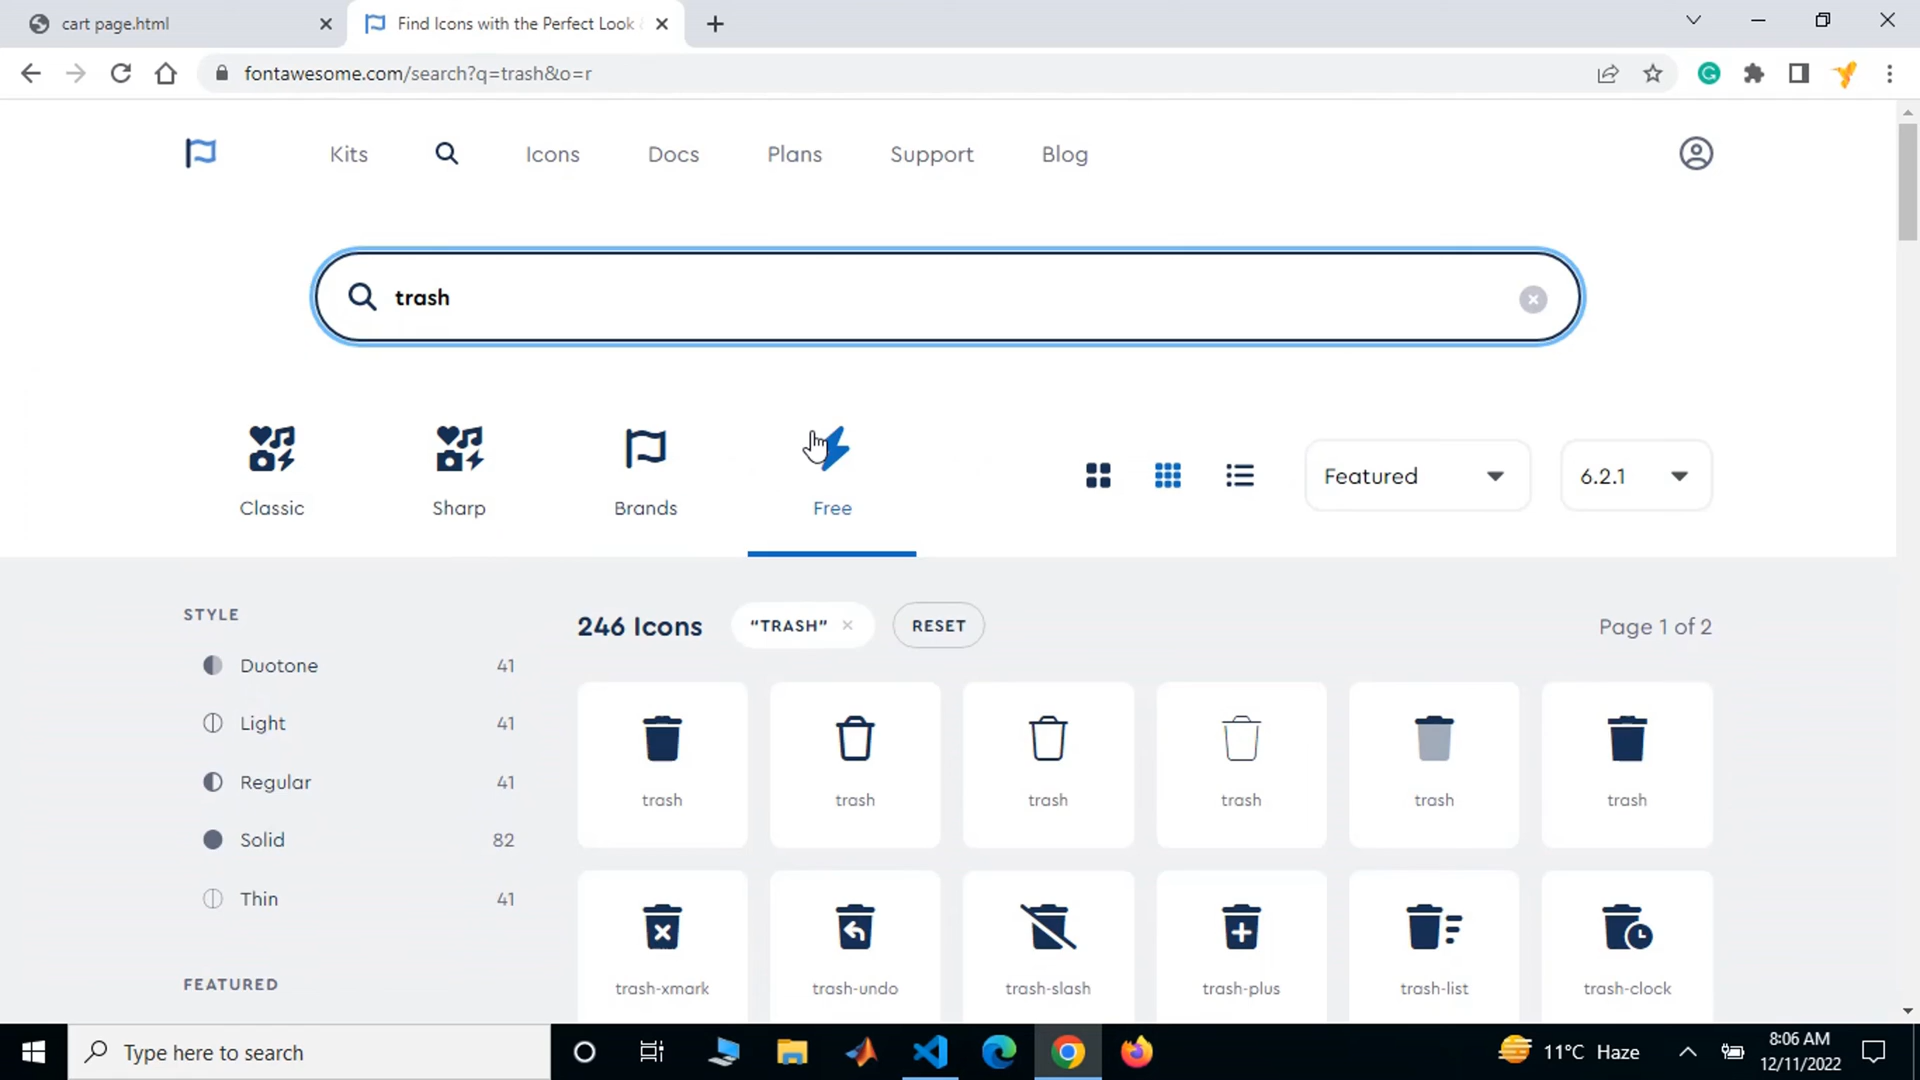 cart page.html
Find Icons with the Perfect Look
fontawesome.com/search?q=trash&o=r
Kits
Icons
Docs
Plans
Support
Blog
trash
Classic
Sharp
Brands
Free
Featured
6.2.1
STYLE
246 Icons
"TRASH"
RESET
Page 1 of 2
Duotone 41
Light 41
Regular 41
Solid 82
Thin 41
FEATURED
trash
trash
trash
trash
trash
trash
trash-xmark
trash-undo
trash-slash
trash-plus
trash-list
trash-clock
Type here to search
11°C Haze
8:06 AM
12/11/2022